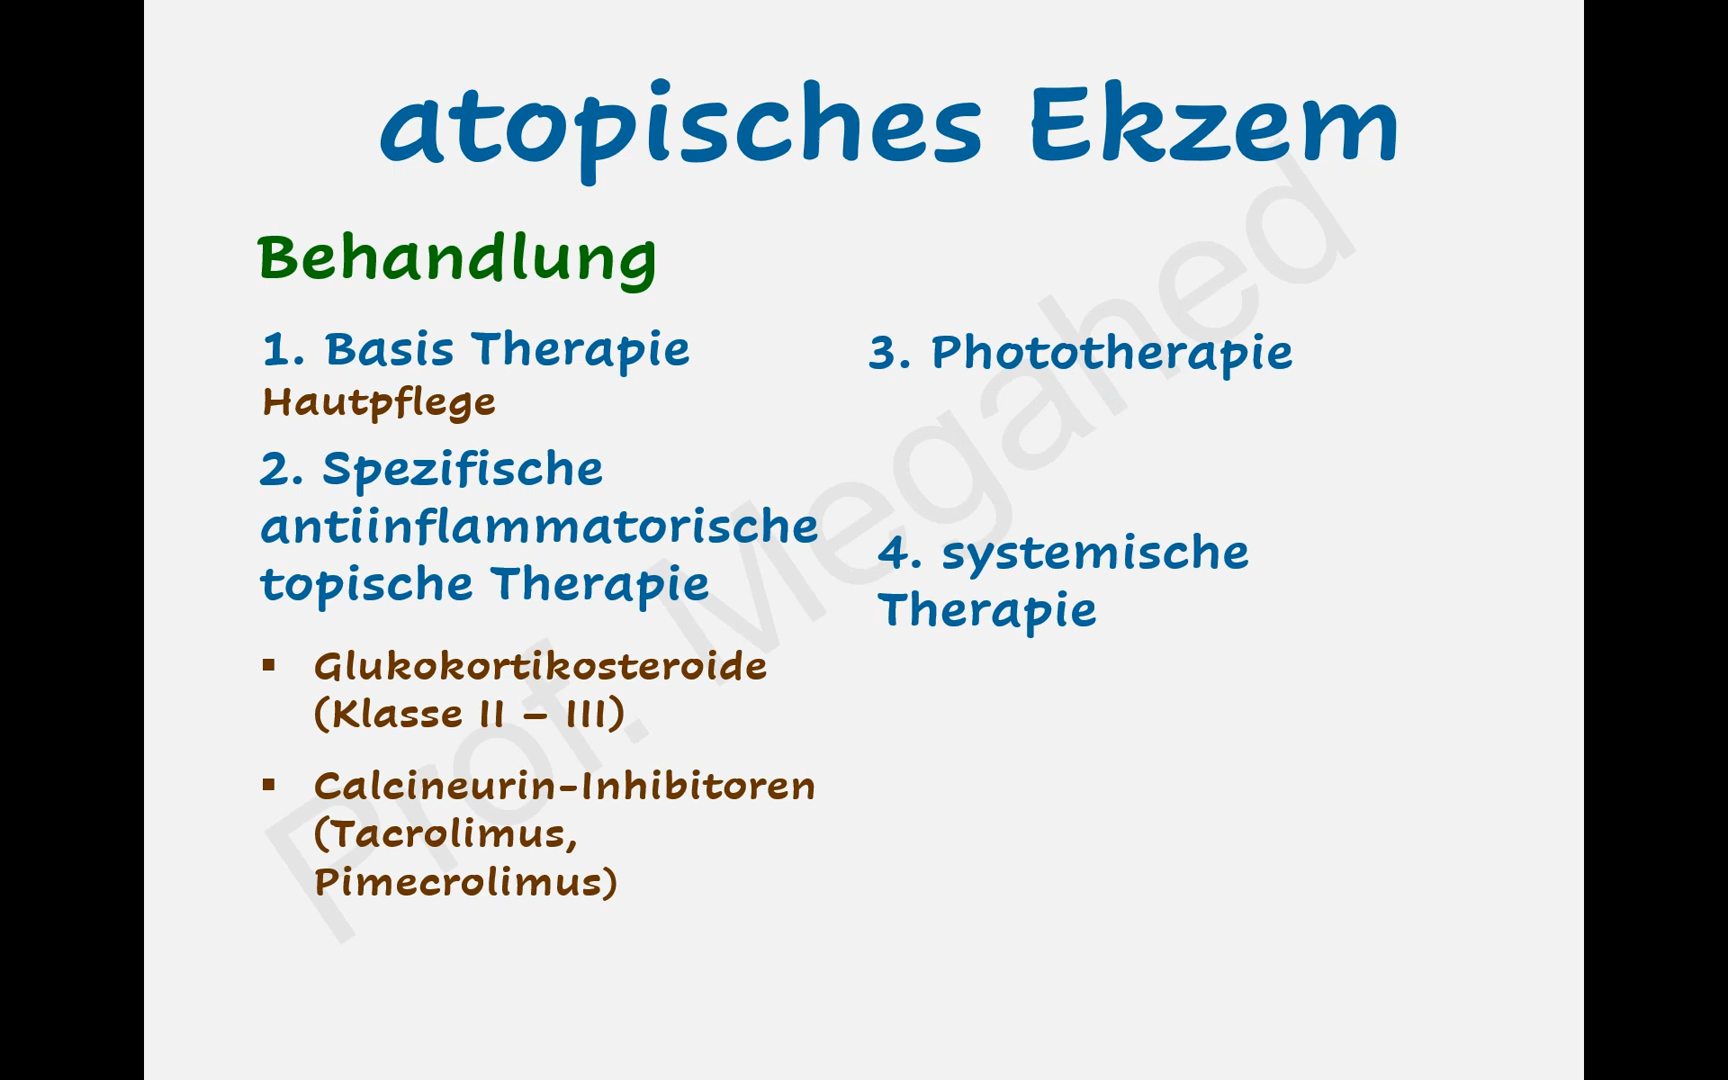 atopisches Ekzem
Behandlung
1. Basis Therapie
Hautpflege
2. Spezifische
antiinflammatorische
topische Therapie
▪ Glukokortikosteroide
(Klasse II – III)
▪ Calcineurin-Inhibitoren
(Tacrolimus,
Pimecrolimus)
3. Phototherapie
4. systemische
Therapie
Prof. Megahed